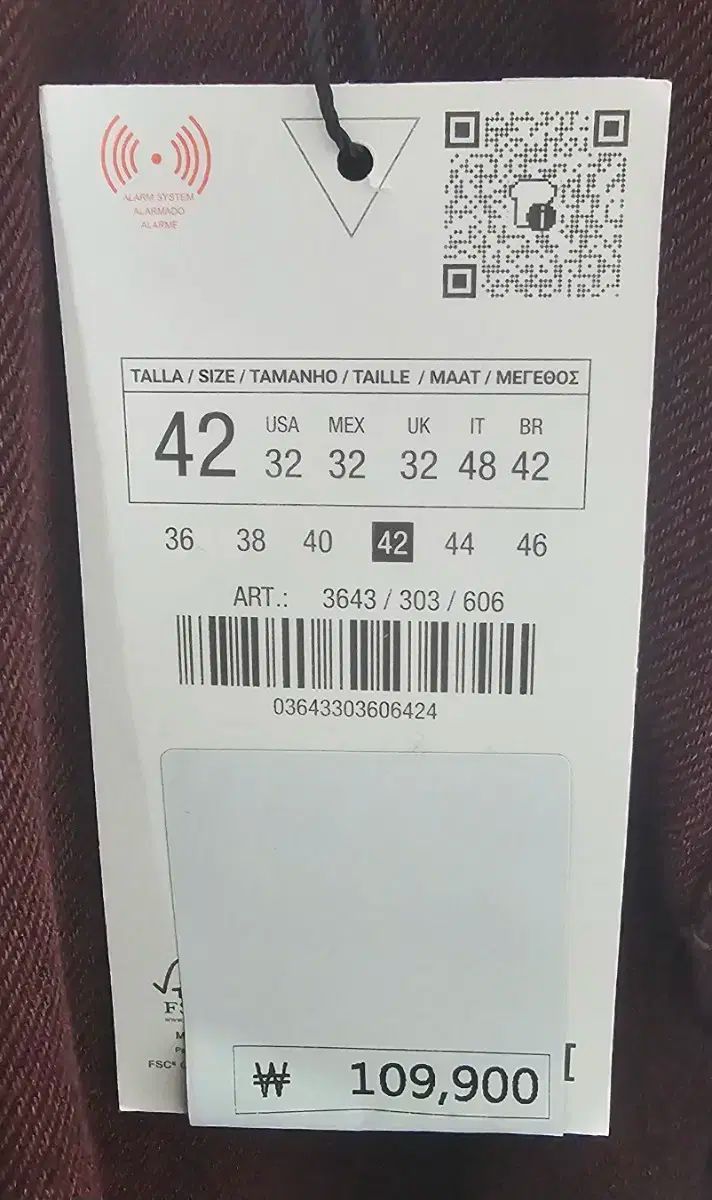 ALARM SYSTEM
ALARMADO
ALARME
TALLA / SIZE / TAMANHO / TAILLE / MAAT / ΜΕΓΕΘΟΣ
42 USA MEX UK IT BR
32 32 32 48 42
36 38 40 42 44 46
ART.: 3643 / 303 / 606
03643303606424
FSC®
₩ 109,900